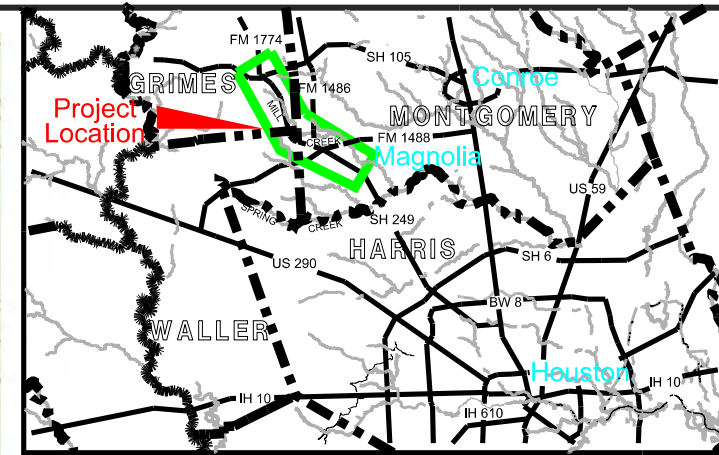 FM 1774
SH 105
GRIMES
Conroe
FM 1486
MILL
Project
Location
MONTGOMERY
CREEK
FM 1488
Magnolia
US 59
SPRING
CREEK
SH 249
HARRIS
SH 6
US 290
BW 8
WALLER
Houston
IH 10
IH 10
IH 610